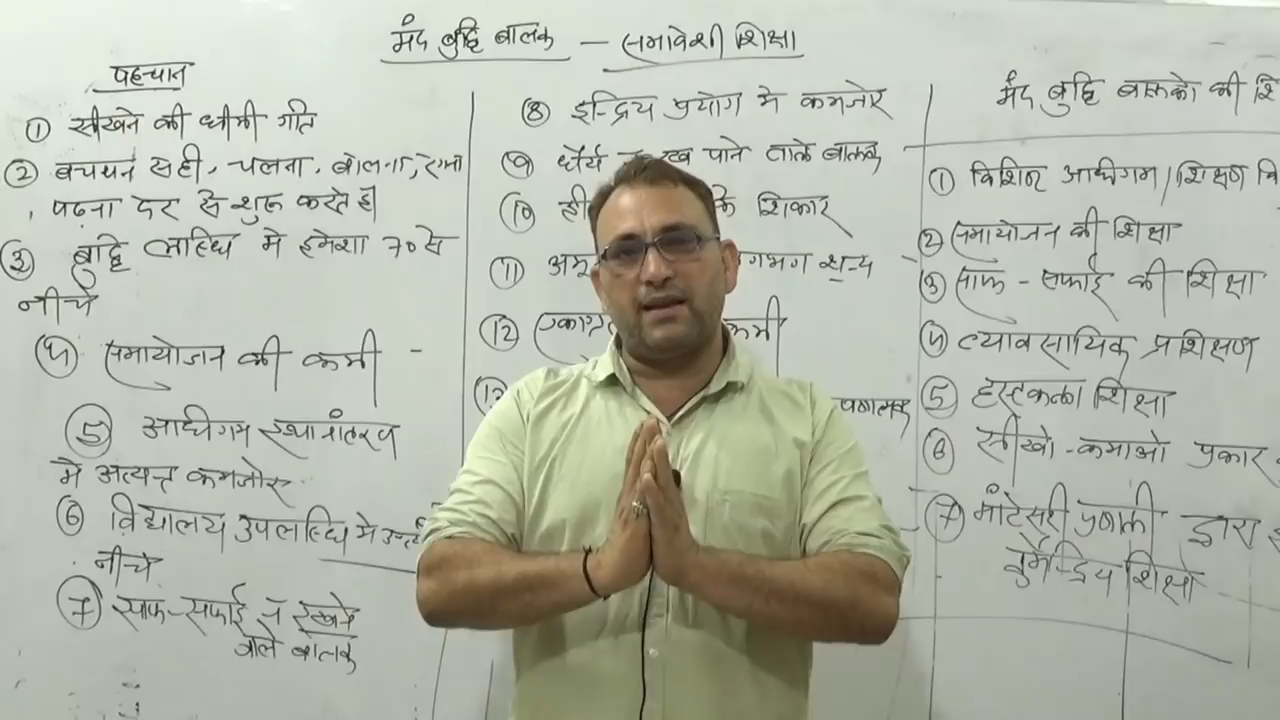 मंद बुद्धि बालक — समावेशी शिक्षा
पहचान
① सीखने की धीमी गति
② बचपन से ही, चलना, बोलना,
पढ़ना देर से शुरू करते है।
③ बुद्धि लब्धि मे हमेशा 70 से
नीचे
④ समायोजन की कमी -
⑤ अधिगम स्थानांतरण
मे अत्यन्त कमजोर
⑥ विद्यालय उपलब्धि मे
नीचे
⑦ साफ-सफाई न रखने
वाले बालक
⑧ इन्द्रिय प्रयोग मे कमजोर
⑨ धैर्य न रख पाने वाले बालक
⑩ के शिकार
⑪ लगभग शून्य
⑫ कमी
⑬
मंद बुद्धि बालको की
① विशिष्ट अधिगम/शिक्षण
② समायोजन की शिक्षा
③ साफ-सफाई की शिक्षा
④ व्यावसायिक प्रशिक्षण
⑤ हस्तकला शिक्षा
⑥ सीखो-कमाओ प्रकार
⑦ मांटेसरी प्रणाली द्वारा
शिक्षा